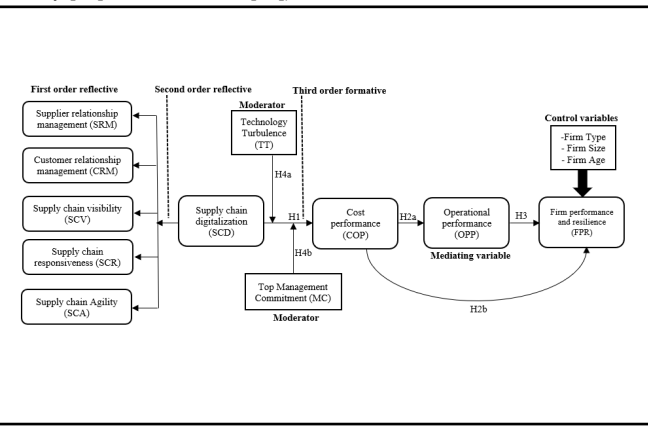 First order reflective
Second order reflective
Third order formative
Supplier relationship
management (SRM)
Customer relationship
management (CRM)
Supply chain visibility
(SCV)
Supply chain
responsiveness (SCR)
Supply chain Agility
(SCA)
Supply chain
digitalization
(SCD)
Moderator
Technology
Turbulence
(TT)
H4a
H1
H4b
Top Management
Commitment (MC)
Moderator
Cost
performance
(COP)
H2a
Operational
performance
(OPP)
Mediating variable
H3
H2b
Control variables
-Firm Type
- Firm Size
- Firm Age
Firm performance
and resilience
(FPR)